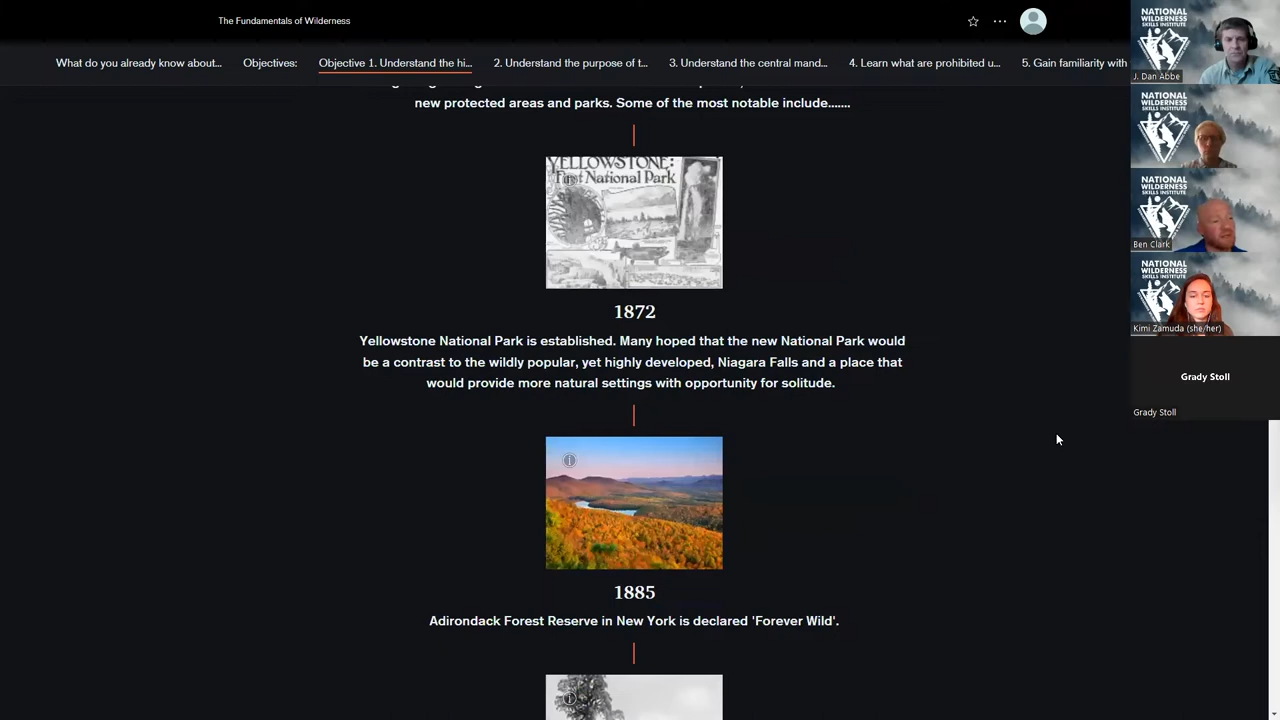 The Fundamentals of Wilderness
What do you already know about...
Objectives:
Objective 1. Understand the hi...
2. Understand the purpose of t...
3. Understand the central mand...
4. Learn what are prohibited u...
5. Gain familiarity with
new protected areas and parks. Some of the most notable include.......
YELLOWSTONE:
First National Park
1872
Yellowstone National Park is established. Many hoped that the new National Park would
be a contrast to the wildly popular, yet highly developed, Niagara Falls and a place that
would provide more natural settings with opportunity for solitude.
1885
Adirondack Forest Reserve in New York is declared 'Forever Wild'.
NATIONAL
WILDERNESS
SKILLS INSTITUTE
J. Dan Abbe
NATIONAL
WILDERNESS
SKILLS INSTITUTE
NATIONAL
WILDERNESS
SKILLS INSTITUTE
Ben Clark
NATIONAL
WILDERNESS
SKILLS INSTITUTE
Kimi Zamuda (she/her)
Grady Stoll
Grady Stoll